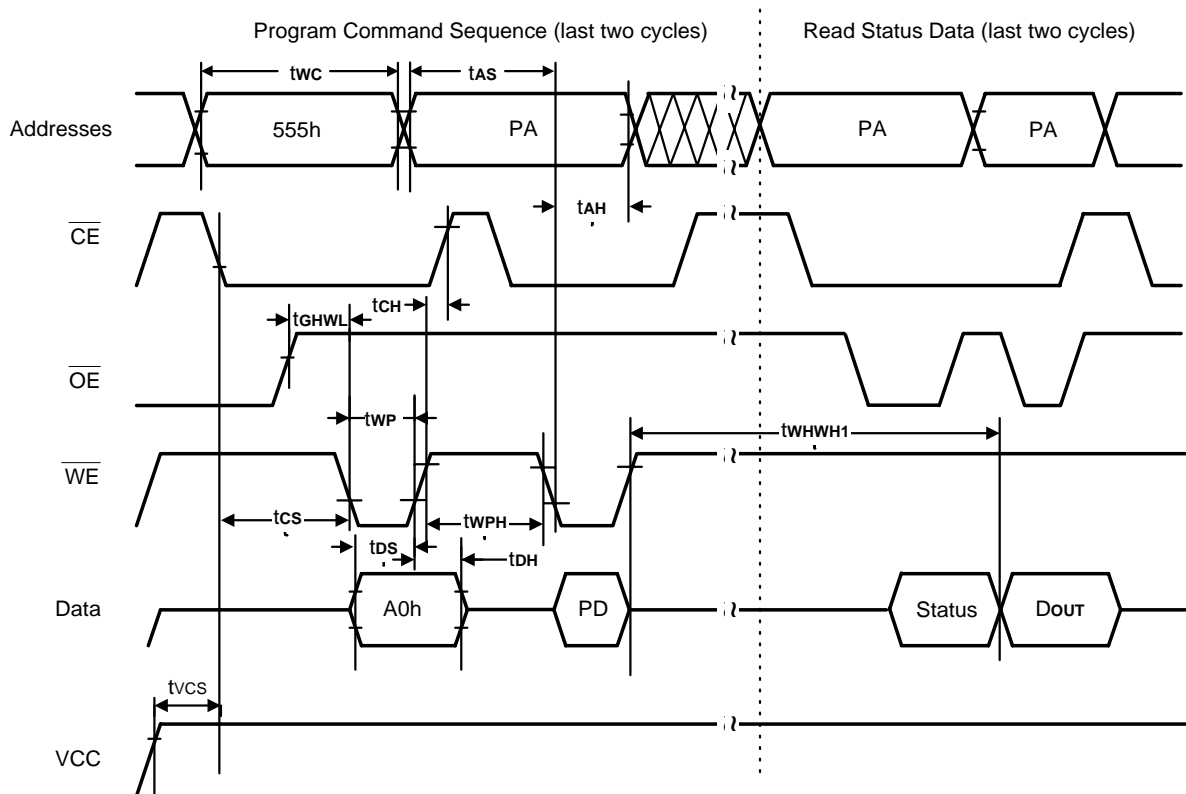 Program Command Sequence (last two cycles)
Read Status Data (last two cycles)
tWC
tAS
Addresses
555h
PA
PA
PA
tAH
CE
tCH
tGHWL
OE
tWP
tWHWH1
WE
tCS
tWPH
tDS
tDH
Data
A0h
PD
Status
DOUT
tVCS
VCC